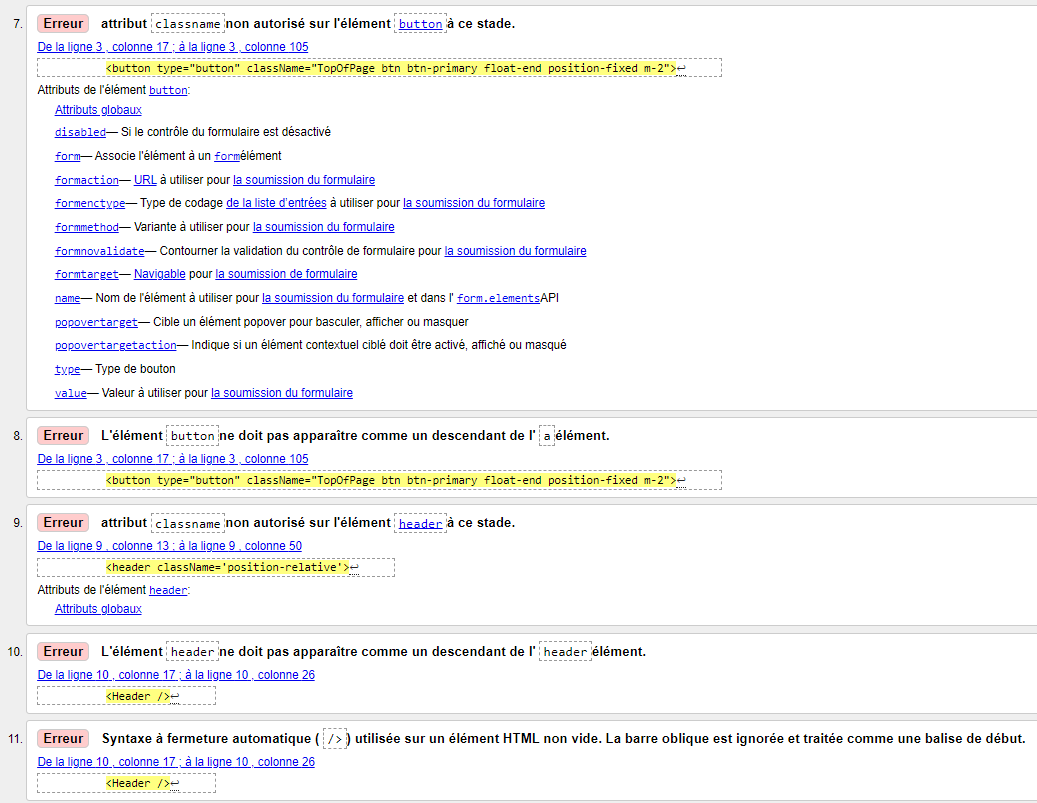 7. Erreur attribut classname non autorisé sur l'élément button à ce stade.
De la ligne 3 , colonne 17 ; à la ligne 3 , colonne 105
<button type="button" className="TopOfPage btn btn-primary float-end position-fixed m-2">↩
Attributs de l'élément button:
Attributs globaux
disabled— Si le contrôle du formulaire est désactivé
form— Associe l'élément à un formélément
formaction— URL à utiliser pour la soumission du formulaire
formenctype— Type de codage de la liste d'entrées à utiliser pour la soumission du formulaire
formmethod— Variante à utiliser pour la soumission du formulaire
formnovalidate— Contourner la validation du contrôle de formulaire pour la soumission du formulaire
formtarget— Navigable pour la soumission de formulaire
name— Nom de l'élément à utiliser pour la soumission du formulaire et dans l' form.elementsAPI
popovertarget— Cible un élément popover pour basculer, afficher ou masquer
popovertargetaction— Indique si un élément contextuel ciblé doit être activé, affiché ou masqué
type— Type de bouton
value— Valeur à utiliser pour la soumission du formulaire
8. Erreur L'élément button ne doit pas apparaître comme un descendant de l' a élément.
De la ligne 3 , colonne 17 ; à la ligne 3 , colonne 105
<button type="button" className="TopOfPage btn btn-primary float-end position-fixed m-2">↩
9. Erreur attribut classname non autorisé sur l'élément header à ce stade.
De la ligne 9 , colonne 13 ; à la ligne 9 , colonne 50
<header className='position-relative'>↩
Attributs de l'élément header:
Attributs globaux
10. Erreur L'élément header ne doit pas apparaître comme un descendant de l' header élément.
De la ligne 10 , colonne 17 ; à la ligne 10 , colonne 26
<Header />↩
11. Erreur Syntaxe à fermeture automatique ( /> ) utilisée sur un élément HTML non vide. La barre oblique est ignorée et traitée comme une balise de début.
De la ligne 10 , colonne 17 ; à la ligne 10 , colonne 26
<Header />↩